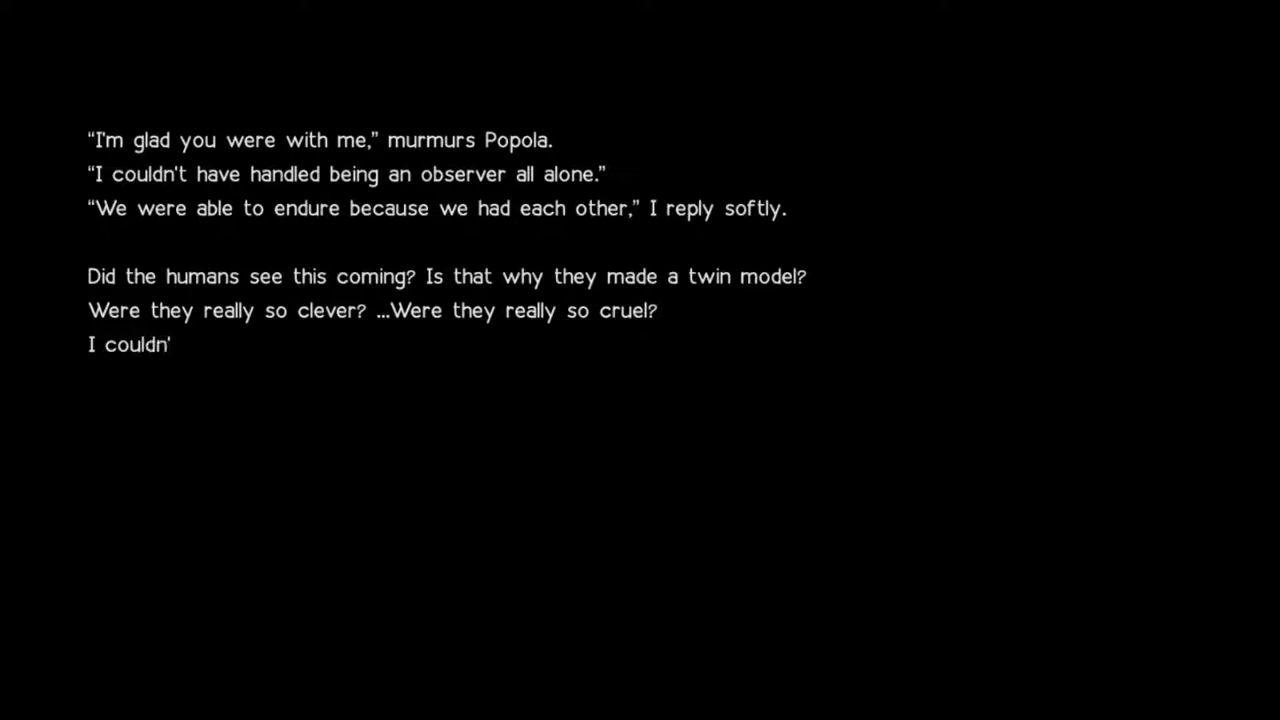 “I'm glad you were with me,” murmurs Popola.
“I couldn't have handled being an observer all alone.”
“We were able to endure because we had each other,” I reply softly.
Did the humans see this coming? Is that why they made a twin model?
Were they really so clever? ...Were they really so cruel?
I couldn'